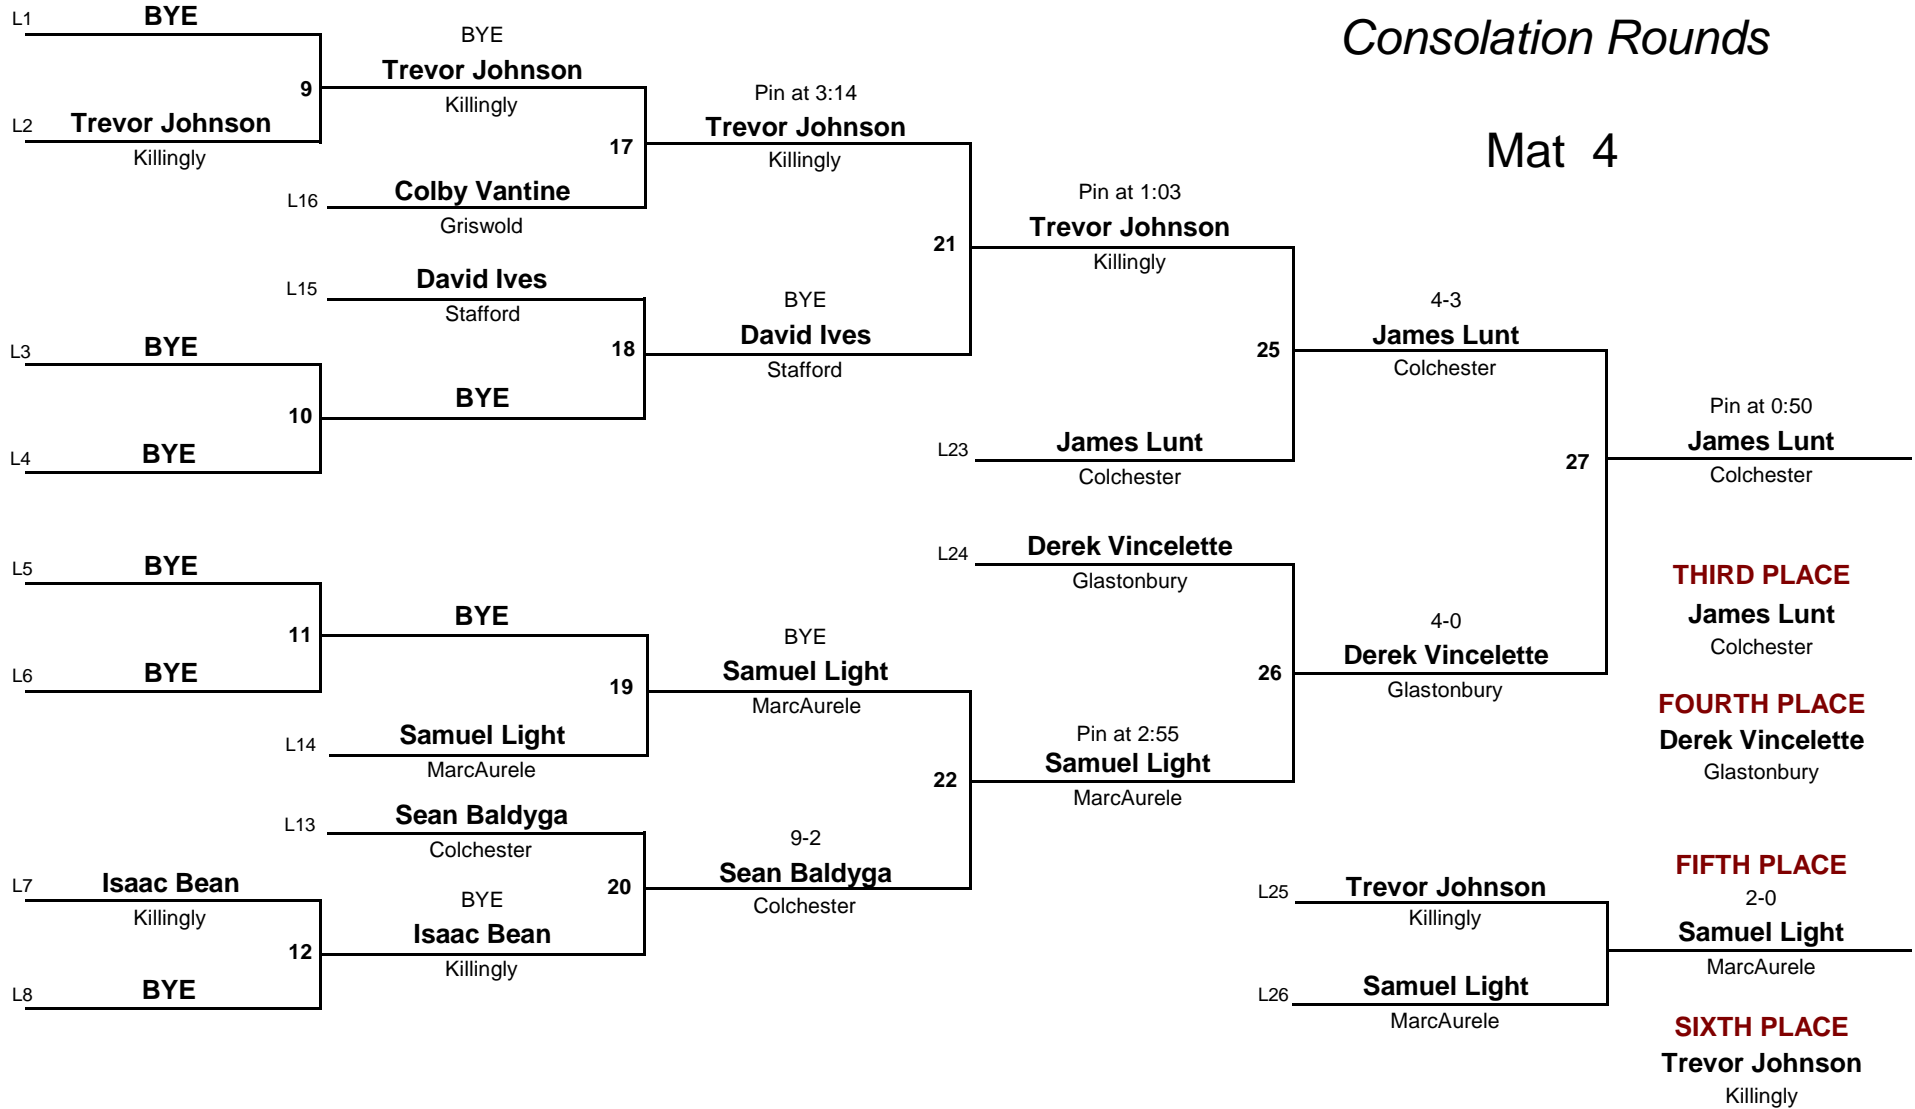 Consolation Rounds
Mat 4
L1 BYE
BYE
Trevor Johnson
Killingly
9
L2 Trevor Johnson
Killingly
Pin at 3:14
Trevor Johnson
Killingly
17
L16 Colby Vantine
Griswold
Pin at 1:03
Trevor Johnson
Killingly
21
L15 David Ives
Stafford
BYE
David Ives
Stafford
18
L3 BYE
10
BYE
L4 BYE
4-3
James Lunt
Colchester
25
L23 James Lunt
Colchester
Pin at 0:50
James Lunt
Colchester
27
L24 Derek Vincelette
Glastonbury
L5 BYE
11
BYE
L6 BYE
BYE
Samuel Light
MarcAurele
19
L14 Samuel Light
MarcAurele
4-0
Derek Vincelette
Glastonbury
26
Pin at 2:55
Samuel Light
MarcAurele
22
L13 Sean Baldyga
Colchester
9-2
Sean Baldyga
Colchester
20
L7 Isaac Bean
Killingly
BYE
Isaac Bean
Killingly
12
L8 BYE
THIRD PLACE
James Lunt
Colchester
FOURTH PLACE
Derek Vincelette
Glastonbury
L25 Trevor Johnson
Killingly
L26 Samuel Light
MarcAurele
FIFTH PLACE
2-0
Samuel Light
MarcAurele
SIXTH PLACE
Trevor Johnson
Killingly